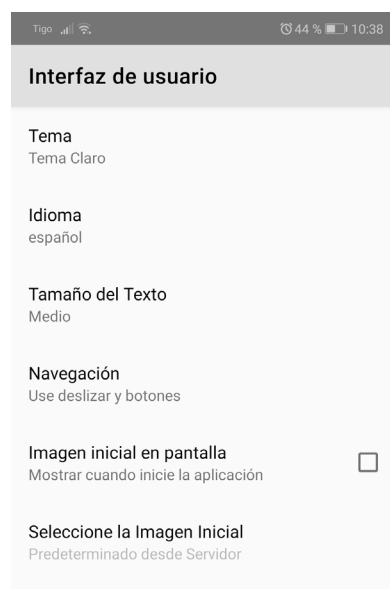 Tigo 44 % 10:38
Interfaz de usuario
Tema
Tema Claro
Idioma
español
Tamaño del Texto
Medio
Navegación
Use deslizar y botones
Imagen inicial en pantalla
Mostrar cuando inicie la aplicación
Seleccione la Imagen Inicial
Predeterminado desde Servidor